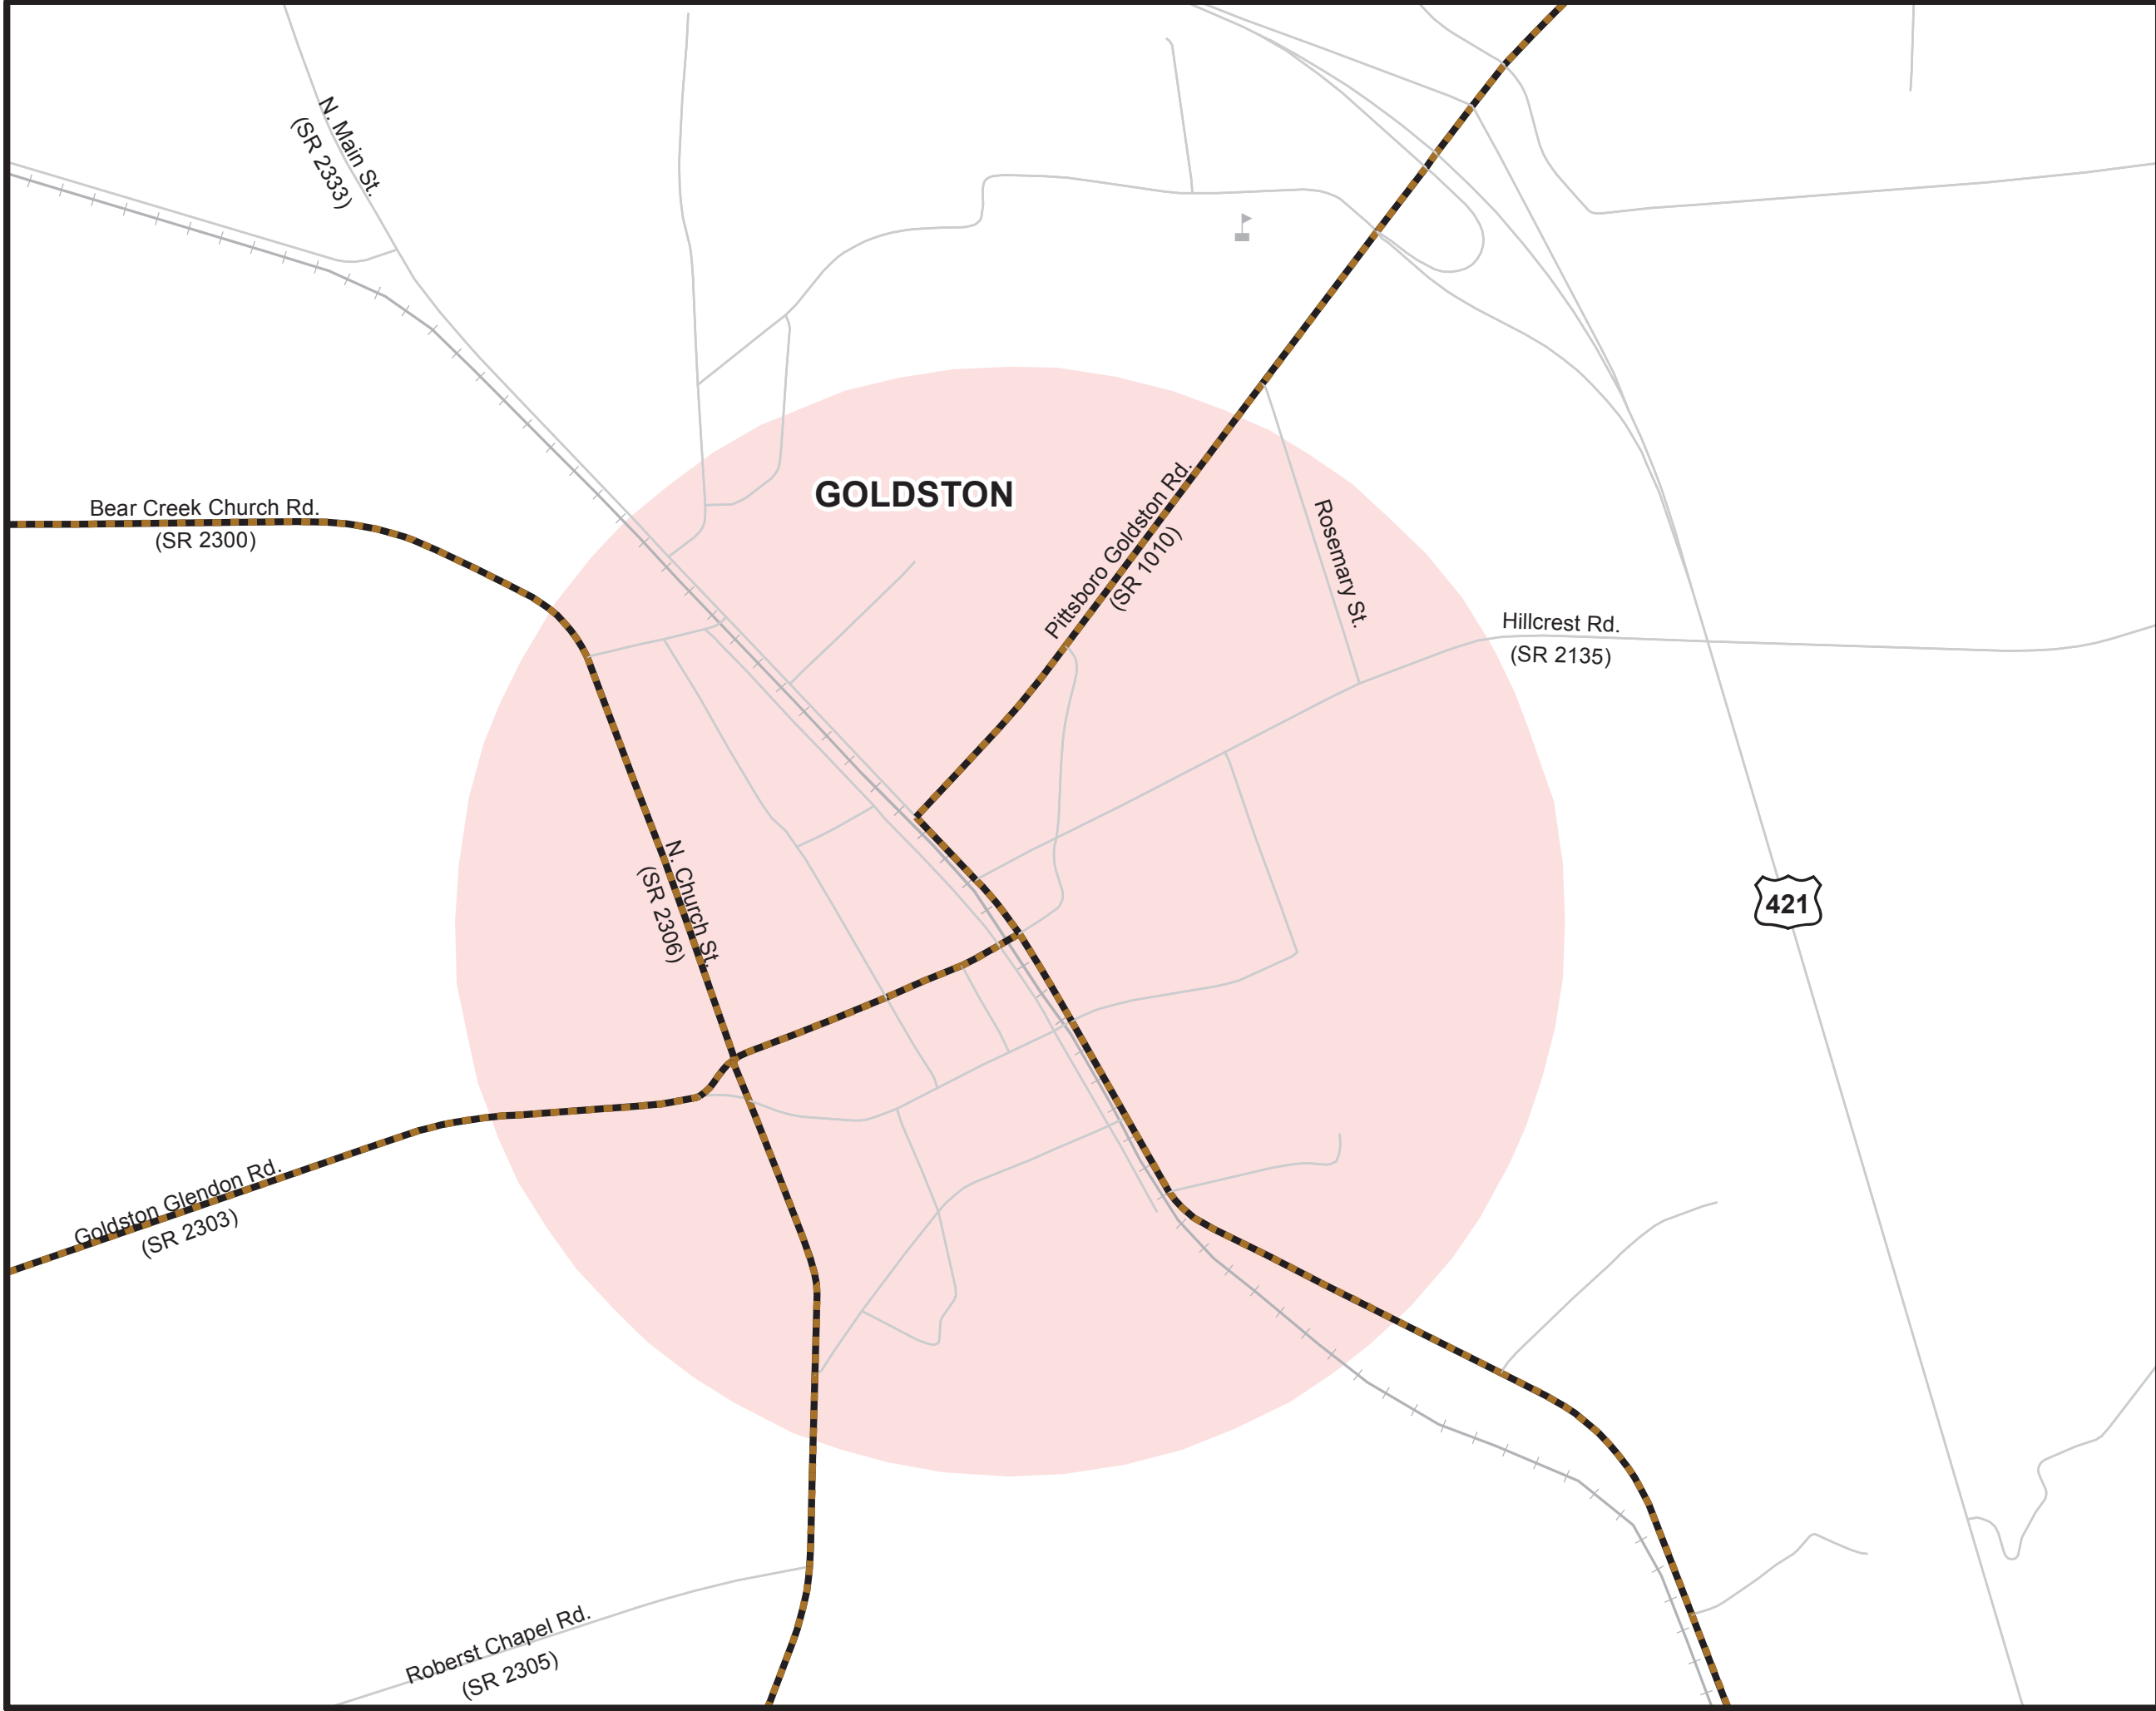 N. Main St.
(SR 2333)
Bear Creek Church Rd.
(SR 2300)
GOLDSTON
Pittsboro Goldston Rd.
(SR 1010)
Rosemary St.
Hillcrest Rd.
(SR 2135)
N. Church St.
(SR 2306)
421
Goldston Glendon Rd.
(SR 2303)
Roberst Chapel Rd.
(SR 2305)